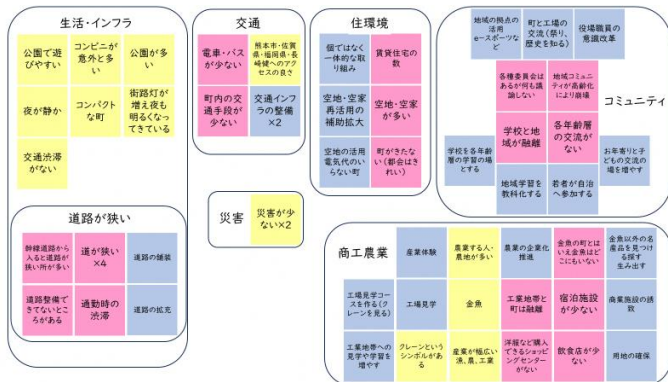 生活・インフラ
公園で遊
びやすい
コンビニが
意外と多
い
公園が多
い
夜が静か
コンパクト
な町
街路灯が
増え夜も
明るくなっ
てきている
交通渋滞
がない
道路が狭い
幹線道路から
入ると道路が
狭い所が多い
道が狭い
×4
道路の舗装
道路整備で
きてないとこ
ろがある
通勤時の
渋滞
道路の拡充
交通
電車・バス
が少ない
熊本市・佐賀
県・福岡県・長
崎県へのアク
セスの良さ
町内の交
通手段が
少ない
交通インフ
ラの整備
×2
災害
災害が少
ない×2
住環境
個ではなく
一体的な取
り組み
賃貸住宅の
数
空地・空家
再活用の
補助拡大
空地・空家
が多い
空地の活用
電気代のい
らない町
町がきたな
い(都会はき
れい)
地域の拠点の
活用
e-スポーツな
ど
町と工場の
交流(祭り、
歴史を知る)
役場職員の
意識改革
各種委員会は
あるが何も議
論しない
地域コミュニ
ティが高齢化
により崩壊
コミュニティ
学校と地
域が融離
各年齢層
の交流が
ない
学校を各年齢
層の学習の場
とする
お年寄りと子
どもの交流の
場を増やす
地域学習を
教科化する
若者が自治
へ参加する
商工農業
産業体験
農業する人・
農地が多い
農業の企業化
推進
金魚の町とは
いえ金魚はど
こにもいない
金魚以外の名
産品を見つけ
る探す
生み出す
工場見学コー
スを作る(ク
レーンを見る)
工場見学
金魚
工業地帯と
町は融離
宿泊施設
が少ない
商業施設の誘
致
工業地帯への
見学や学習を
増やす
クレーンという
シンボルがあ
る
産業が幅広い
漁、農、工業
洋服など購入
できるショッピ
ングセンター
がない
飲食店が少
ない
用地の確保